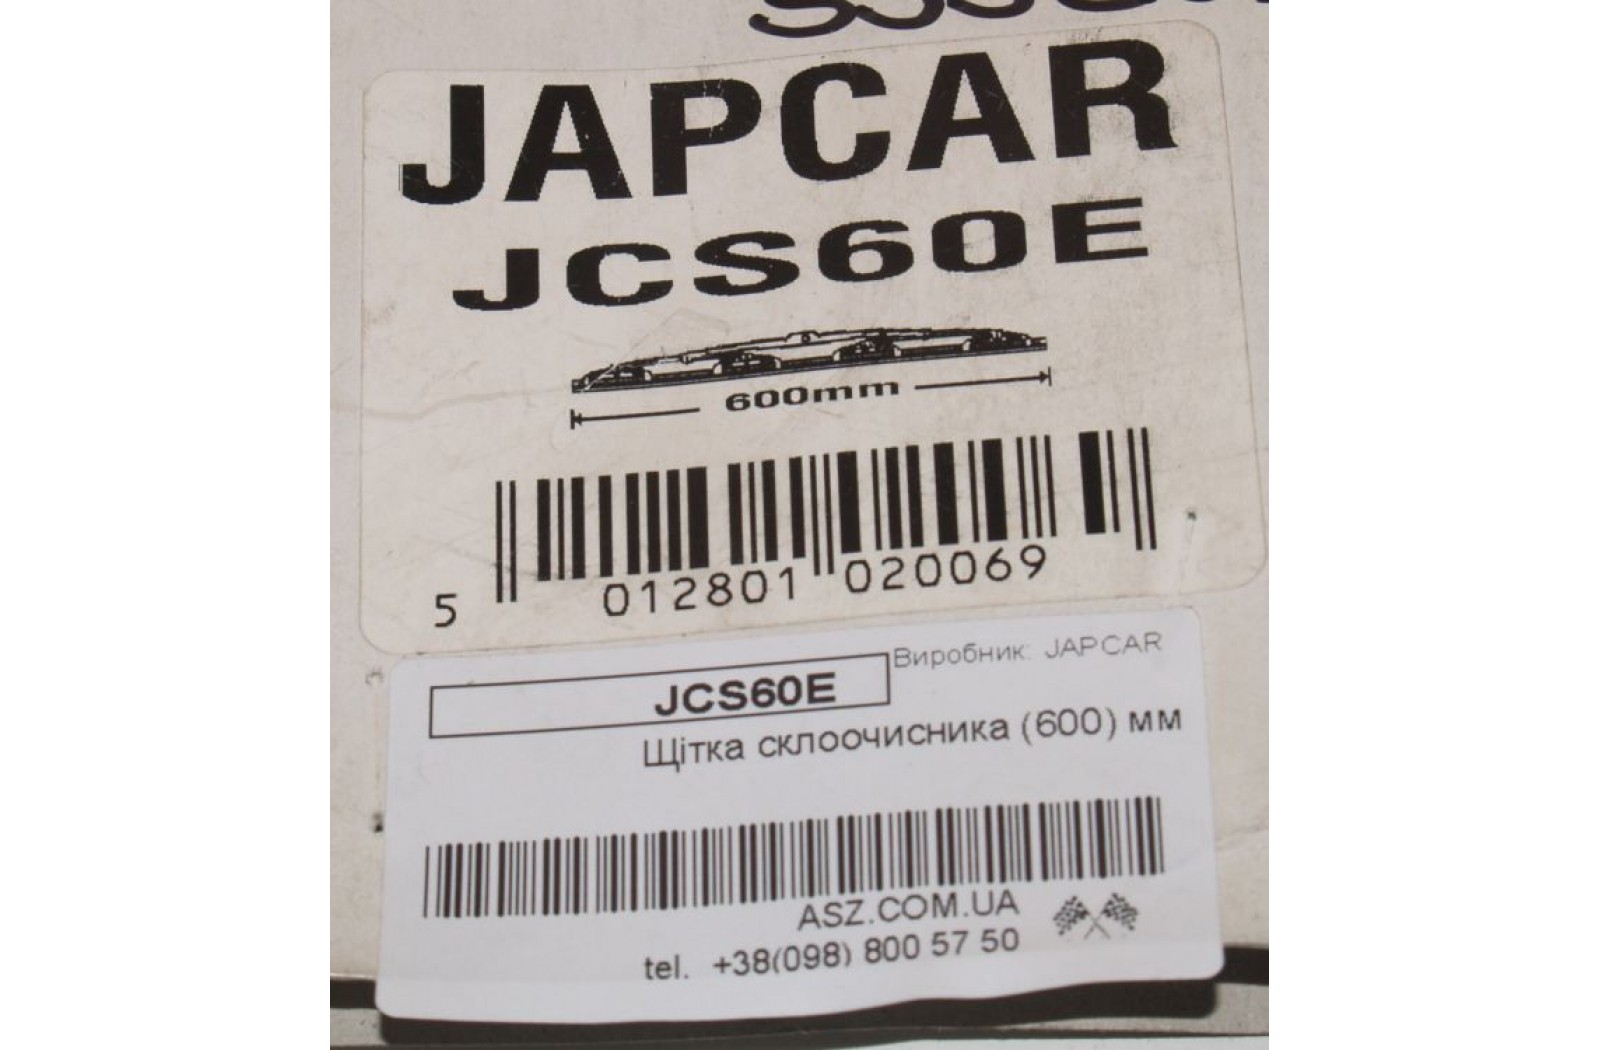 JAPCAR
JCS60E
600mm
5 012801 020069
Виробник: JAPCAR
JCS60E
Щітка склоочисника (600) мм
ASZ.COM.UA
tel. +38(098) 800 57 50